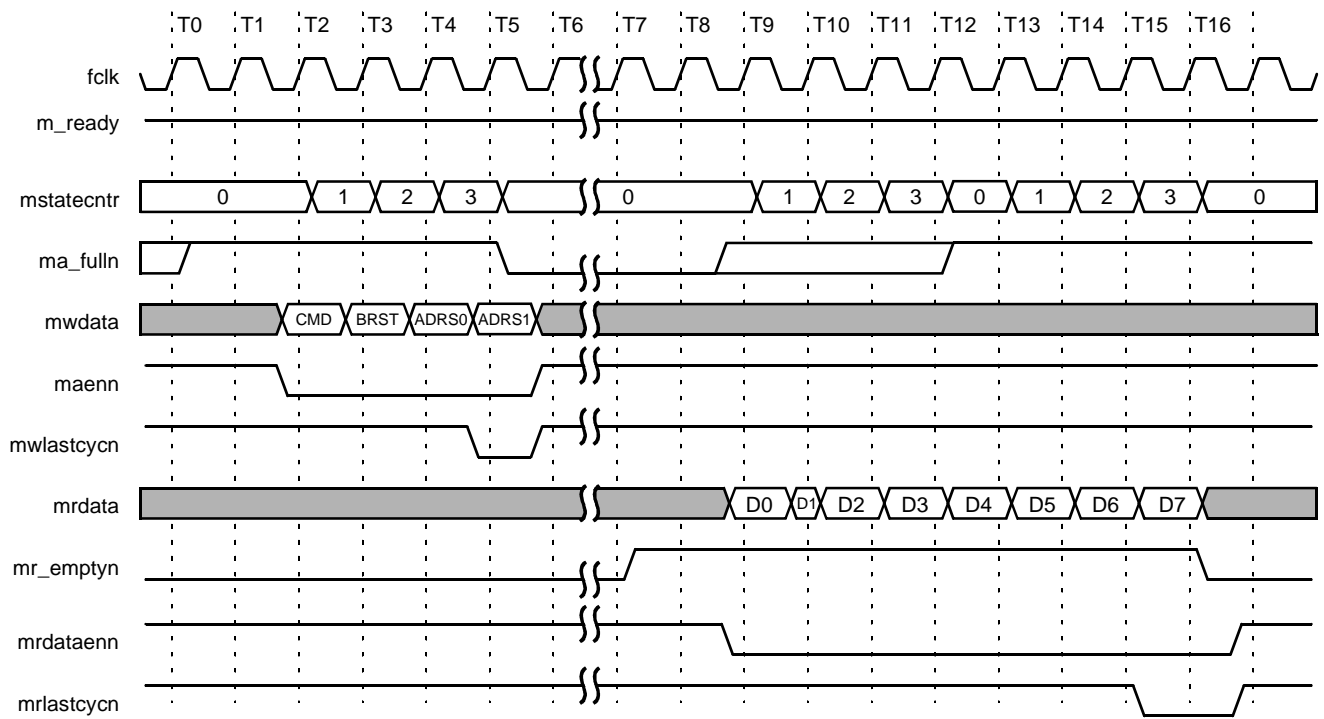 T0 T1 T2 T3 T4 T5 T6 T7 T8 T9 T10 T11 T12 T13 T14 T15 T16
fclk
m_ready
mstatecntr 0 1 2 3 0 1 2 3 0 1 2 3 0
ma_fulln
mwdata CMD BRST ADRS0 ADRS1
maenn
mwlastcycn
mrdata D0 D1 D2 D3 D4 D5 D6 D7
mr_emptyn
mrdataenn
mrlastcycn